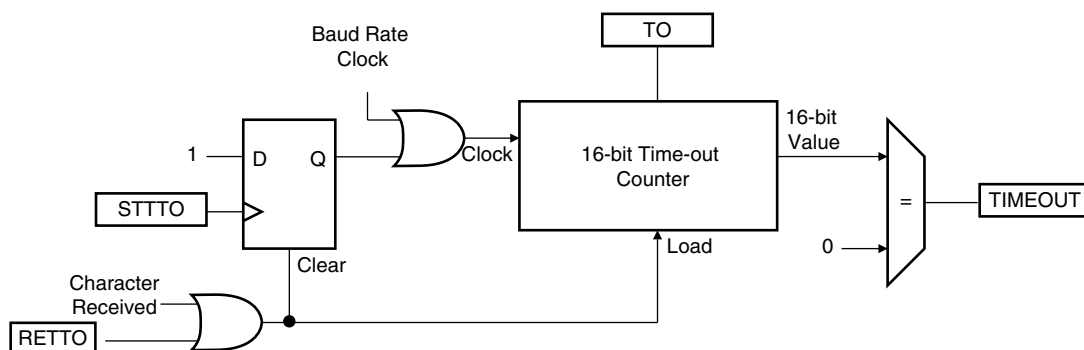 TO
Baud Rate
Clock
1
D
Q
Clock
16-bit Time-out
Counter
16-bit
Value
=
TIMEOUT
STTTO
Clear
Load
0
Character
Received
RETTO